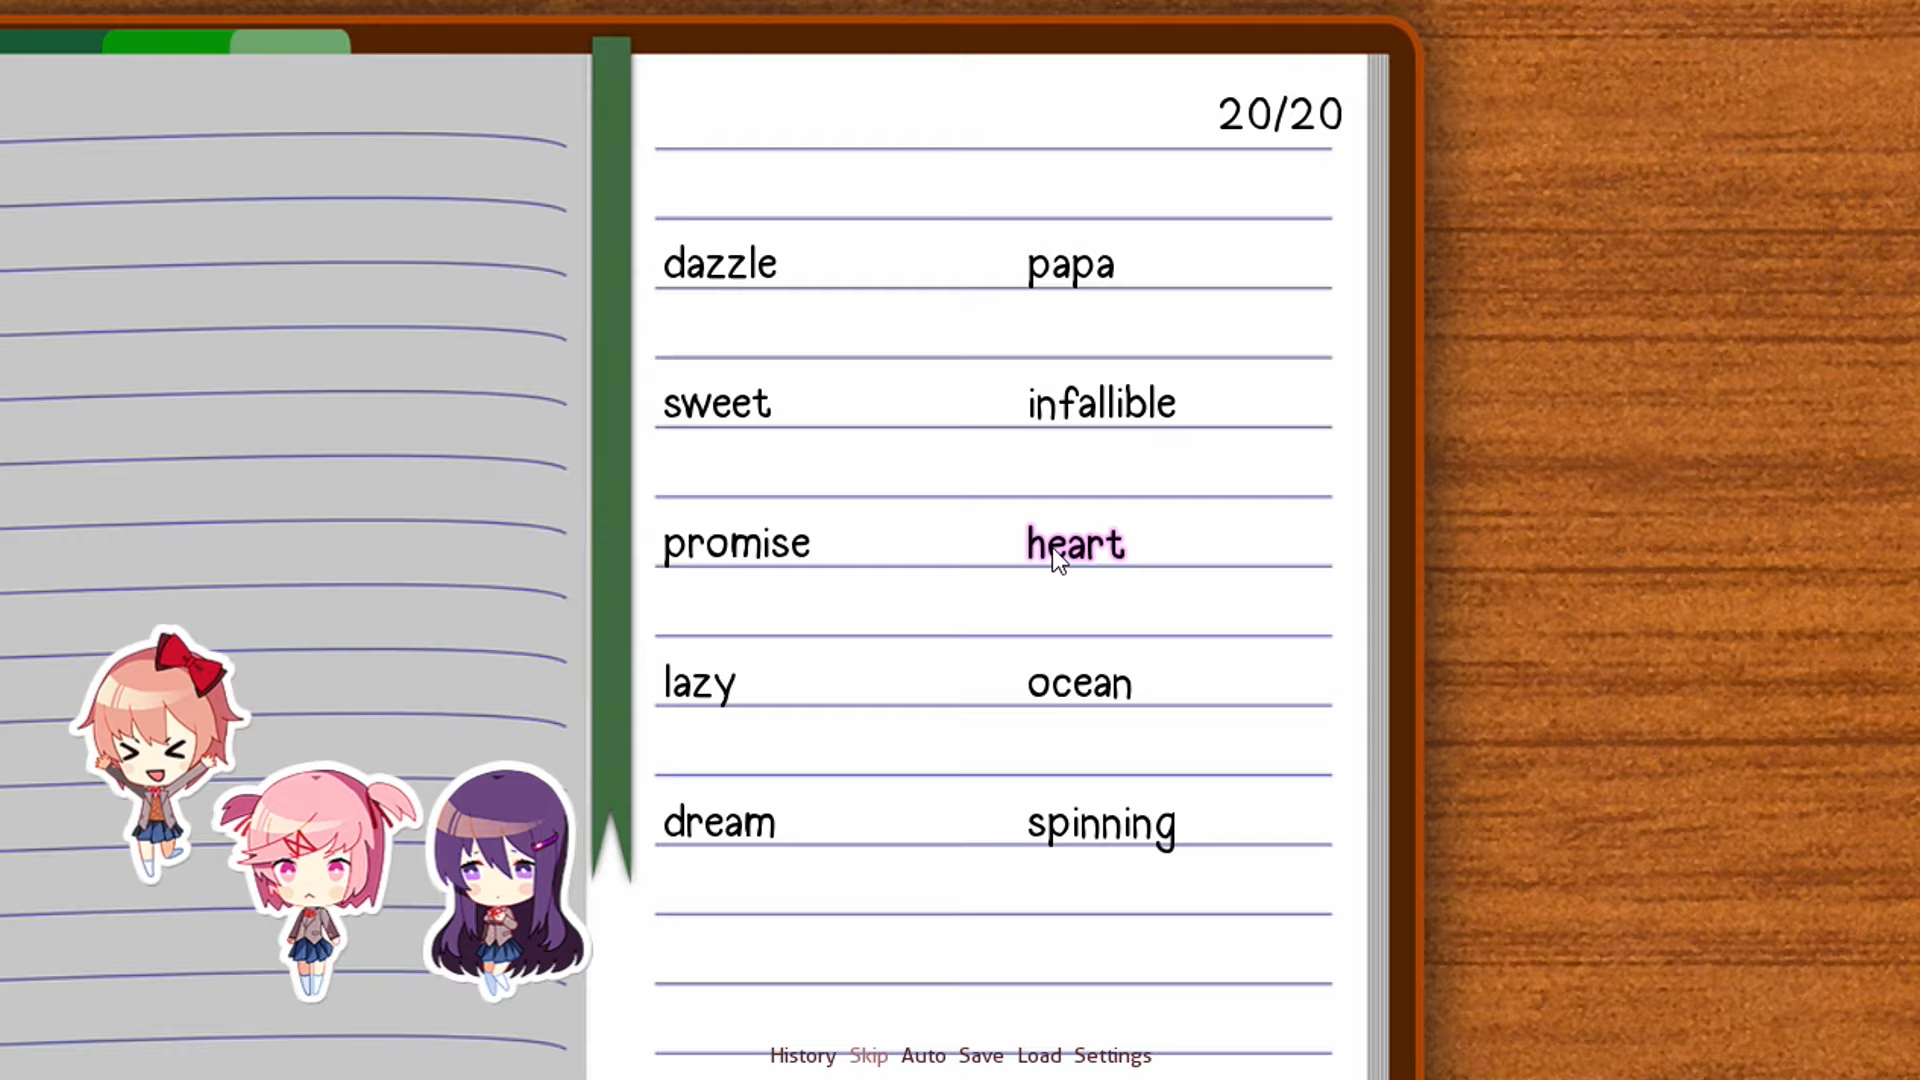 20/20
dazzle papa
sweet infallible
promise heart
lazy ocean
dream spinning
History Skip Auto Save Load Settings